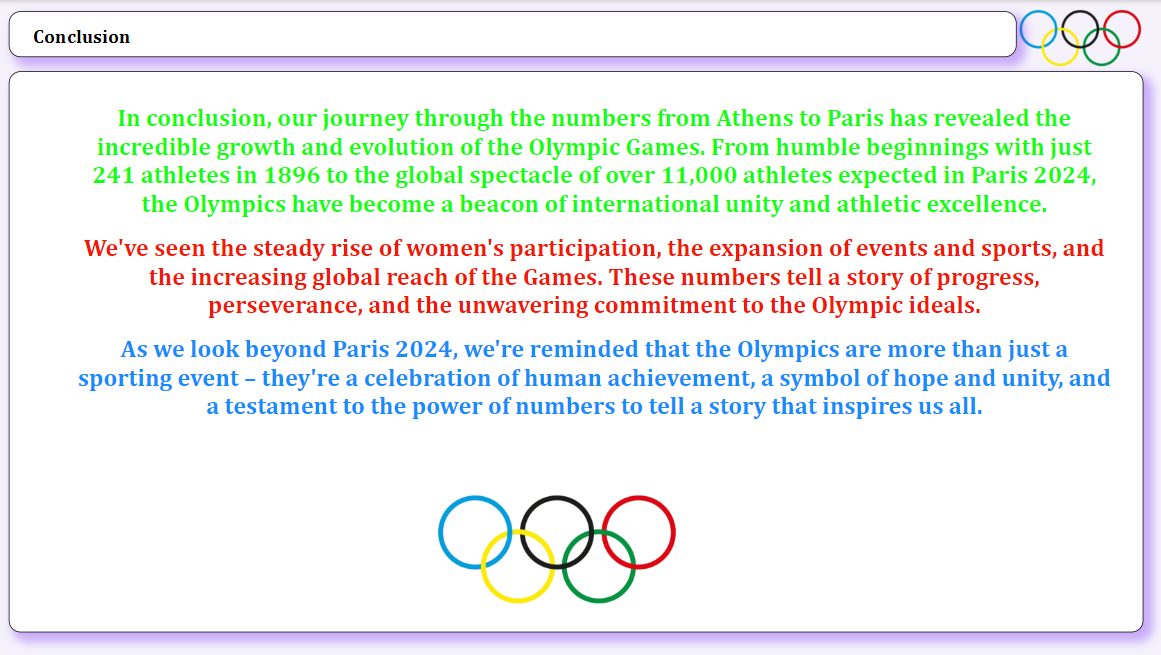 Conclusion
In conclusion, our journey through the numbers from Athens to Paris has revealed the
incredible growth and evolution of the Olympic Games. From humble beginnings with just
241 athletes in 1896 to the global spectacle of over 11,000 athletes expected in Paris 2024,
the Olympics have become a beacon of international unity and athletic excellence.
We've seen the steady rise of women's participation, the expansion of events and sports, and
the increasing global reach of the Games. These numbers tell a story of progress,
perseverance, and the unwavering commitment to the Olympic ideals.
As we look beyond Paris 2024, we're reminded that the Olympics are more than just a
sporting event – they're a celebration of human achievement, a symbol of hope and unity, and
a testament to the power of numbers to tell a story that inspires us all.